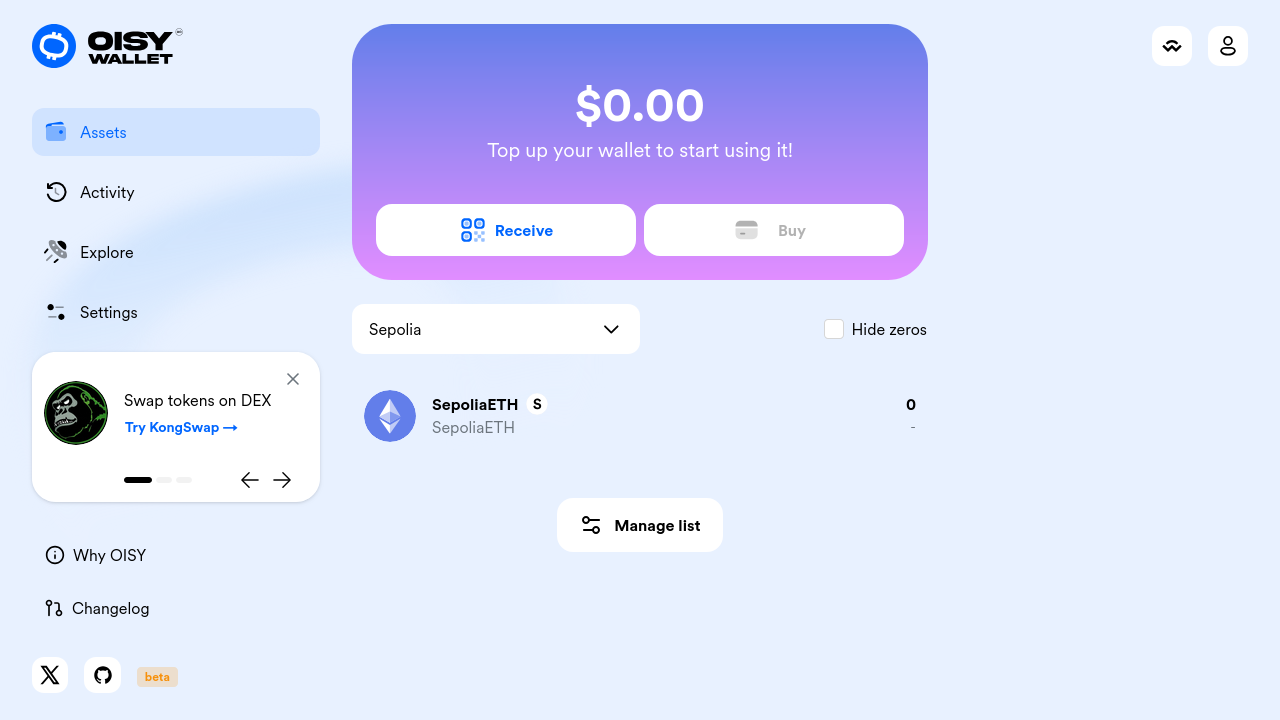 OISY
WALLET
Assets
Activity
Explore
Settings
Swap tokens on DEX
Try KongSwap →
Why OISY
Changelog
beta
$0.00
Top up your wallet to start using it!
Receive
Buy
Sepolia
Hide zeros
SepoliaETH S
0
SepoliaETH
-
Manage list